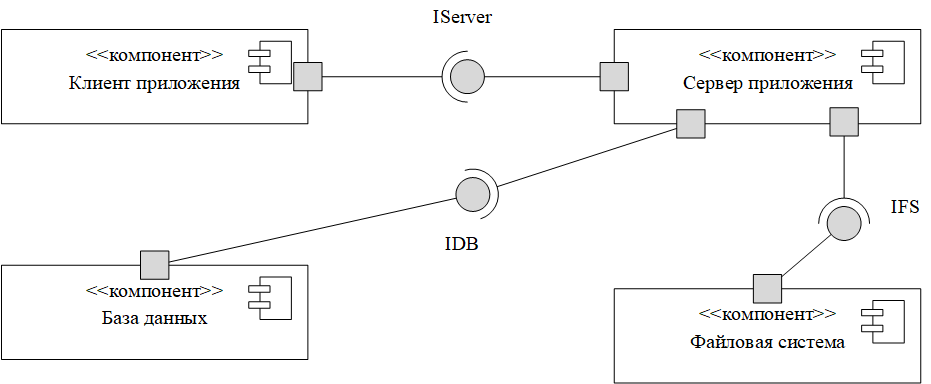 IServer
<<компонент>>
Клиент приложения
<<компонент>>
Сервер приложения
IFS
IDB
<<компонент>>
База данных
<<компонент>>
Файловая система